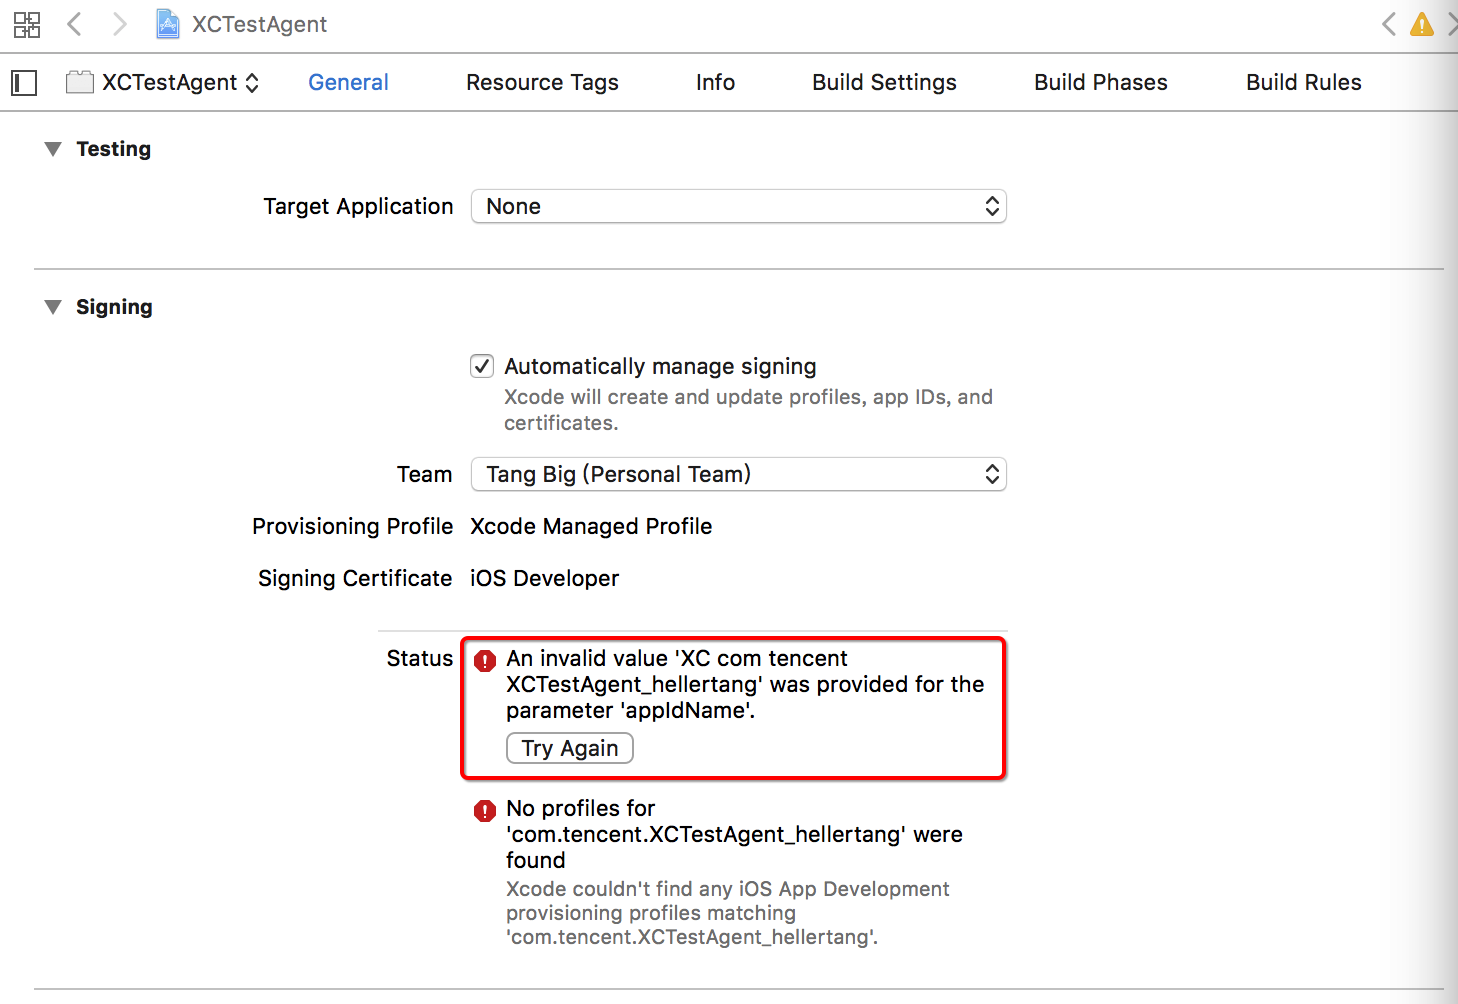 XCTestAgent
XCTestAgent
General
Resource Tags
Info
Build Settings
Build Phases
Build Rules
Testing
Target Application
None
Signing
Automatically manage signing
Xcode will create and update profiles, app IDs, and
certificates.
Team
Tang Big (Personal Team)
Provisioning Profile
Xcode Managed Profile
Signing Certificate
iOS Developer
Status
An invalid value 'XC com tencent
XCTestAgent_hellertang' was provided for the
parameter 'appIdName'.
Try Again
No profiles for
'com.tencent.XCTestAgent_hellertang' were
found
Xcode couldn't find any iOS App Development
provisioning profiles matching
'com.tencent.XCTestAgent_hellertang'.